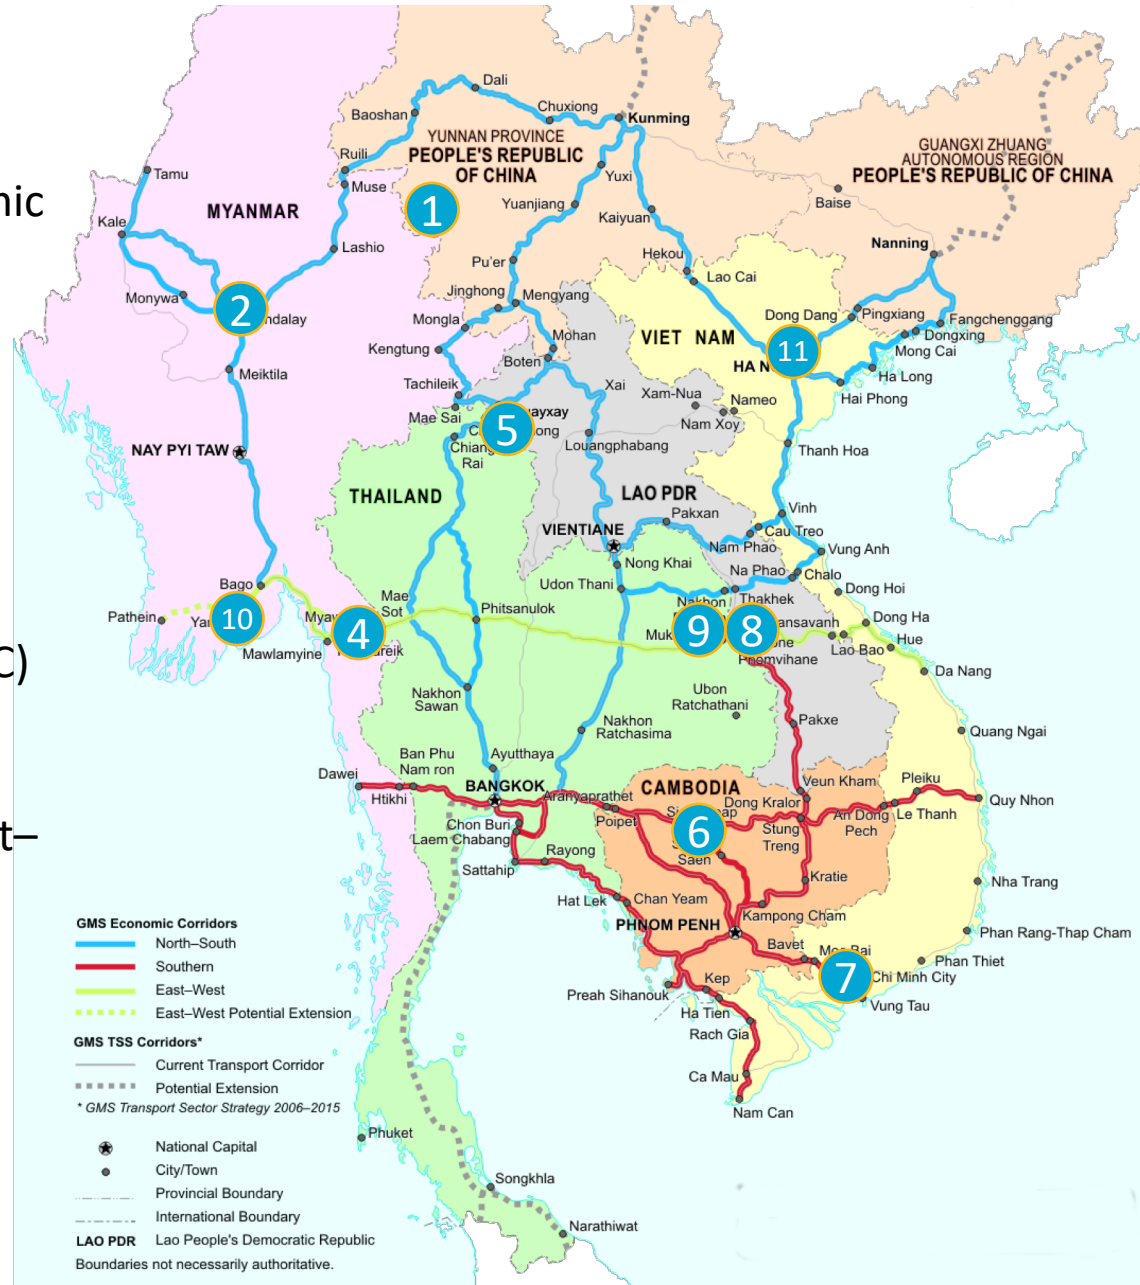 nic
C)
t–
Dali
Chuxiong
Baoshan
Kunming
YUNNAN PROVINCE
PEOPLE'S REPUBLIC
OF CHINA
GUANGXI ZHUANG
AUTONOMOUS REGION
PEOPLE'S REPUBLIC OF CHINA
Ruili
Muse
Tamu
Yuxi
Baise
MYANMAR
1
Yuanjiang
Kaiyuan
Kale
Lashio
Nanning
Pu'er
Hekou
Lao Cai
Monywa
2
ndalay
Jinghong
Mengyang
Mongla
Dong Dang
Pingxiang
Fangchenggang
Dongxing
Mohan
VIET NAM
11
Mong Cai
Kengtung
Boten
HA N
Ha Long
Meiktila
Tachileik
Xai
Xam-Nua
Nameo
Hai Phong
Mae Sai
5
uayxay
ong
Nam Xoy
Chiang
Rai
Louangphabang
Thanh Hoa
NAY PYI TAW
THAILAND
LAO PDR
Pakxan
Vinh
VIENTIANE
Cau Treo
Nam Phao
Vung Anh
Nong Khai
Na Phao
Chalo
Bago
Udon Thani
Thakhek
Dong Hoi
Pathein
10
Mae
Sot
4
Phitsanulok
Nakhon
9
8
ansavanh
Dong Ha
Muk
Lao Bao
Hue
Mawlamyine
Phomvihane
Da Nang
Nakhon
Sawan
Ubon
Ratchathani
Pakxe
Nakhon
Ratchasima
Quang Ngai
Ban Phu
Nam ron
Ayutthaya
Dawei
Htikhi
BANGKOK
Aranyaprathet
CAMBODIA
Veun Kham
Pleiku
Poipet
Dong Kralor
An Dong
Pech
Le Thanh
Quy Nhon
Chon Buri
Laem Chabang
6
Saen
Stung
Treng
Rayong
Sattahip
Kratie
Nha Trang
Hat Lek
Chan Yeam
Kampong Cham
PHNOM PENH
Phan Rang-Thap Cham
Bavet
7
Chi Minh City
Phan Thiet
Preah Sihanouk
Kep
Vung Tau
Ha Tien
Rach Gia
Ca Mau
Nam Can
GMS Economic Corridors
North–South
Southern
East–West
East–West Potential Extension
GMS TSS Corridors*
Current Transport Corridor
Potential Extension
* GMS Transport Sector Strategy 2006–2015
National Capital
City/Town
Provincial Boundary
International Boundary
LAO PDR Lao People's Democratic Republic
Boundaries not necessarily authoritative.
Phuket
Songkhla
Narathiwat